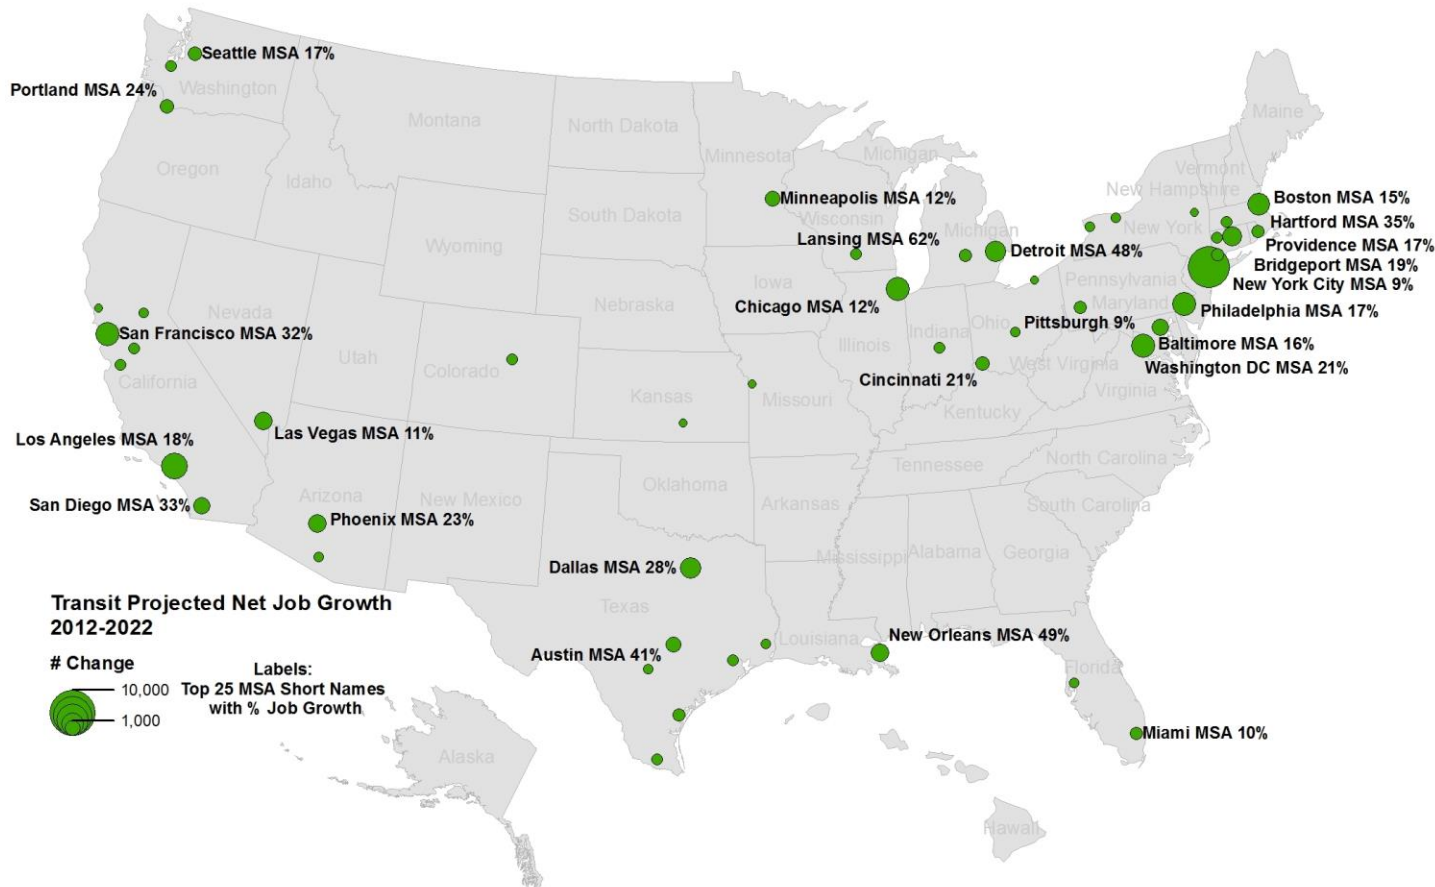 Seattle MSA 17%
Washington
Portland MSA 24%
Oregon
Idaho
Montana
North Dakota
Minnesota
Michigan
Maine
Vermont
New Hampshire
New York
South Dakota
Wyoming
Minneapolis MSA 12%
Wisconsin
Lansing MSA 62%
Michigan
Detroit MSA 48%
Boston MSA 15%
Hartford MSA 35%
Providence MSA 17%
Bridgeport MSA 19%
New York City MSA 9%
Pennsylvania
Maryland
Philadelphia MSA 17%
Iowa
Nebraska
Chicago MSA 12%
Illinois
Indiana
Ohio
Pittsburgh 9%
Baltimore MSA 16%
Washington DC MSA 21%
West Virginia
Virginia
Cincinnati 21%
Kentucky
Nevada
San Francisco MSA 32%
California
Utah
Colorado
Kansas
Missouri
Las Vegas MSA 11%
Los Angeles MSA 18%
San Diego MSA 33%
Arizona
Phoenix MSA 23%
New Mexico
Oklahoma
Arkansas
Tennessee
North Carolina
South Carolina
Mississippi
Alabama
Georgia
Dallas MSA 28%
Texas
Austin MSA 41%
Louisiana
New Orleans MSA 49%
Florida
Miami MSA 10%
Transit Projected Net Job Growth
2012-2022
# Change
10,000
1,000
Labels:
Top 25 MSA Short Names
with % Job Growth
Alaska
Hawaii